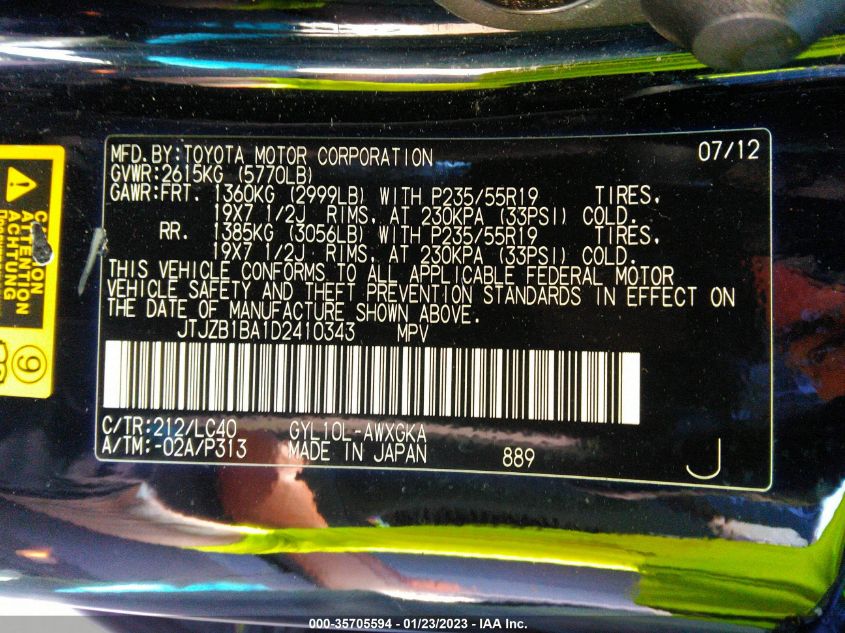 MFD.BY:TOYOTA MOTOR CORPORATION 07/12
GVWR:2615KG (5770LB)
GAWR:FRT. 1360KG (2999LB) WITH P235/55R19 TIRES,
19X7 1/2J RIMS, AT 230KPA (33PSI) COLD.
RR. 1385KG (3056LB) WITH P235/55R19 TIRES,
19X7 1/2J RIMS, AT 230KPA (33PSI) COLD.
THIS VEHICLE CONFORMS TO ALL APPLICABLE FEDERAL MOTOR
VEHICLE SAFETY AND THEFT PREVENTION STANDARDS IN EFFECT ON
THE DATE OF MANUFACTURE SHOWN ABOVE.
JTJZB1BA1D2410343 MPV
C/TR:212/LC40 GYL10L-AWXGKA
A/TM:-02A/P313 MADE IN JAPAN 889 J
CAUTION
ATTENTION
ACHTUNG
9
000-35705594 - 01/23/2023 - IAA Inc.